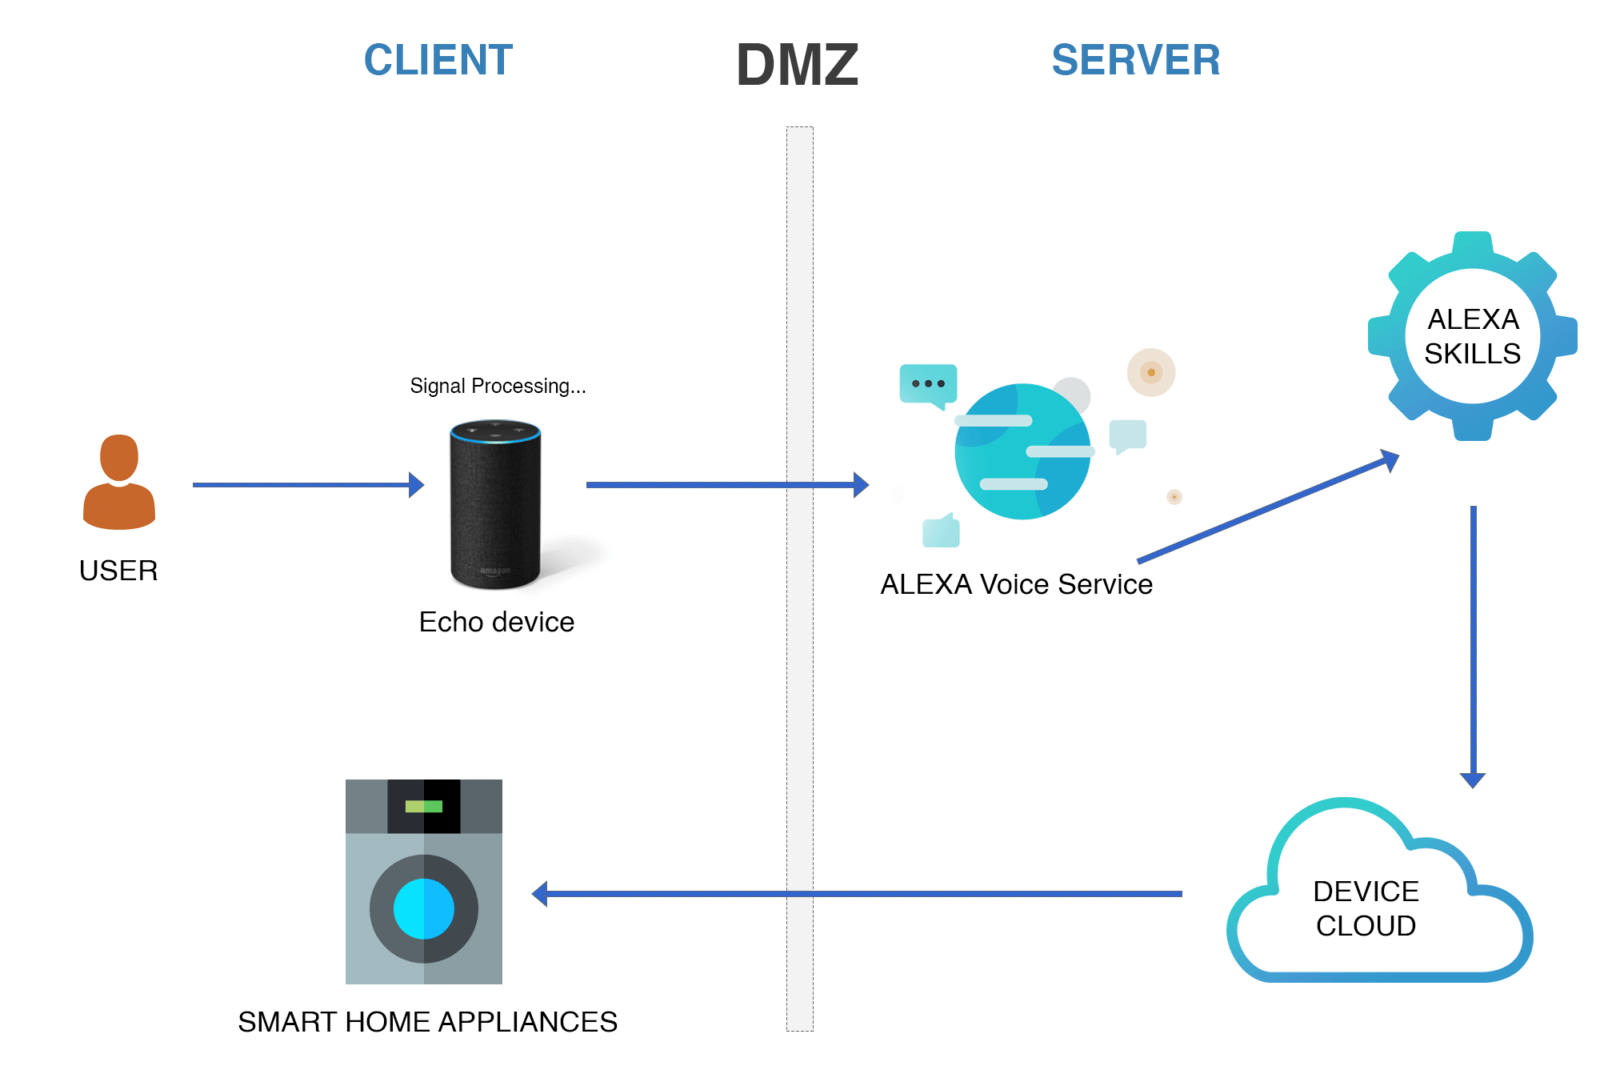 CLIENT
DMZ
SERVER
ALEXA
SKILLS
Signal Processing...
amazon
USER
Echo device
ALEXA Voice Service
DEVICE
CLOUD
SMART HOME APPLIANCES